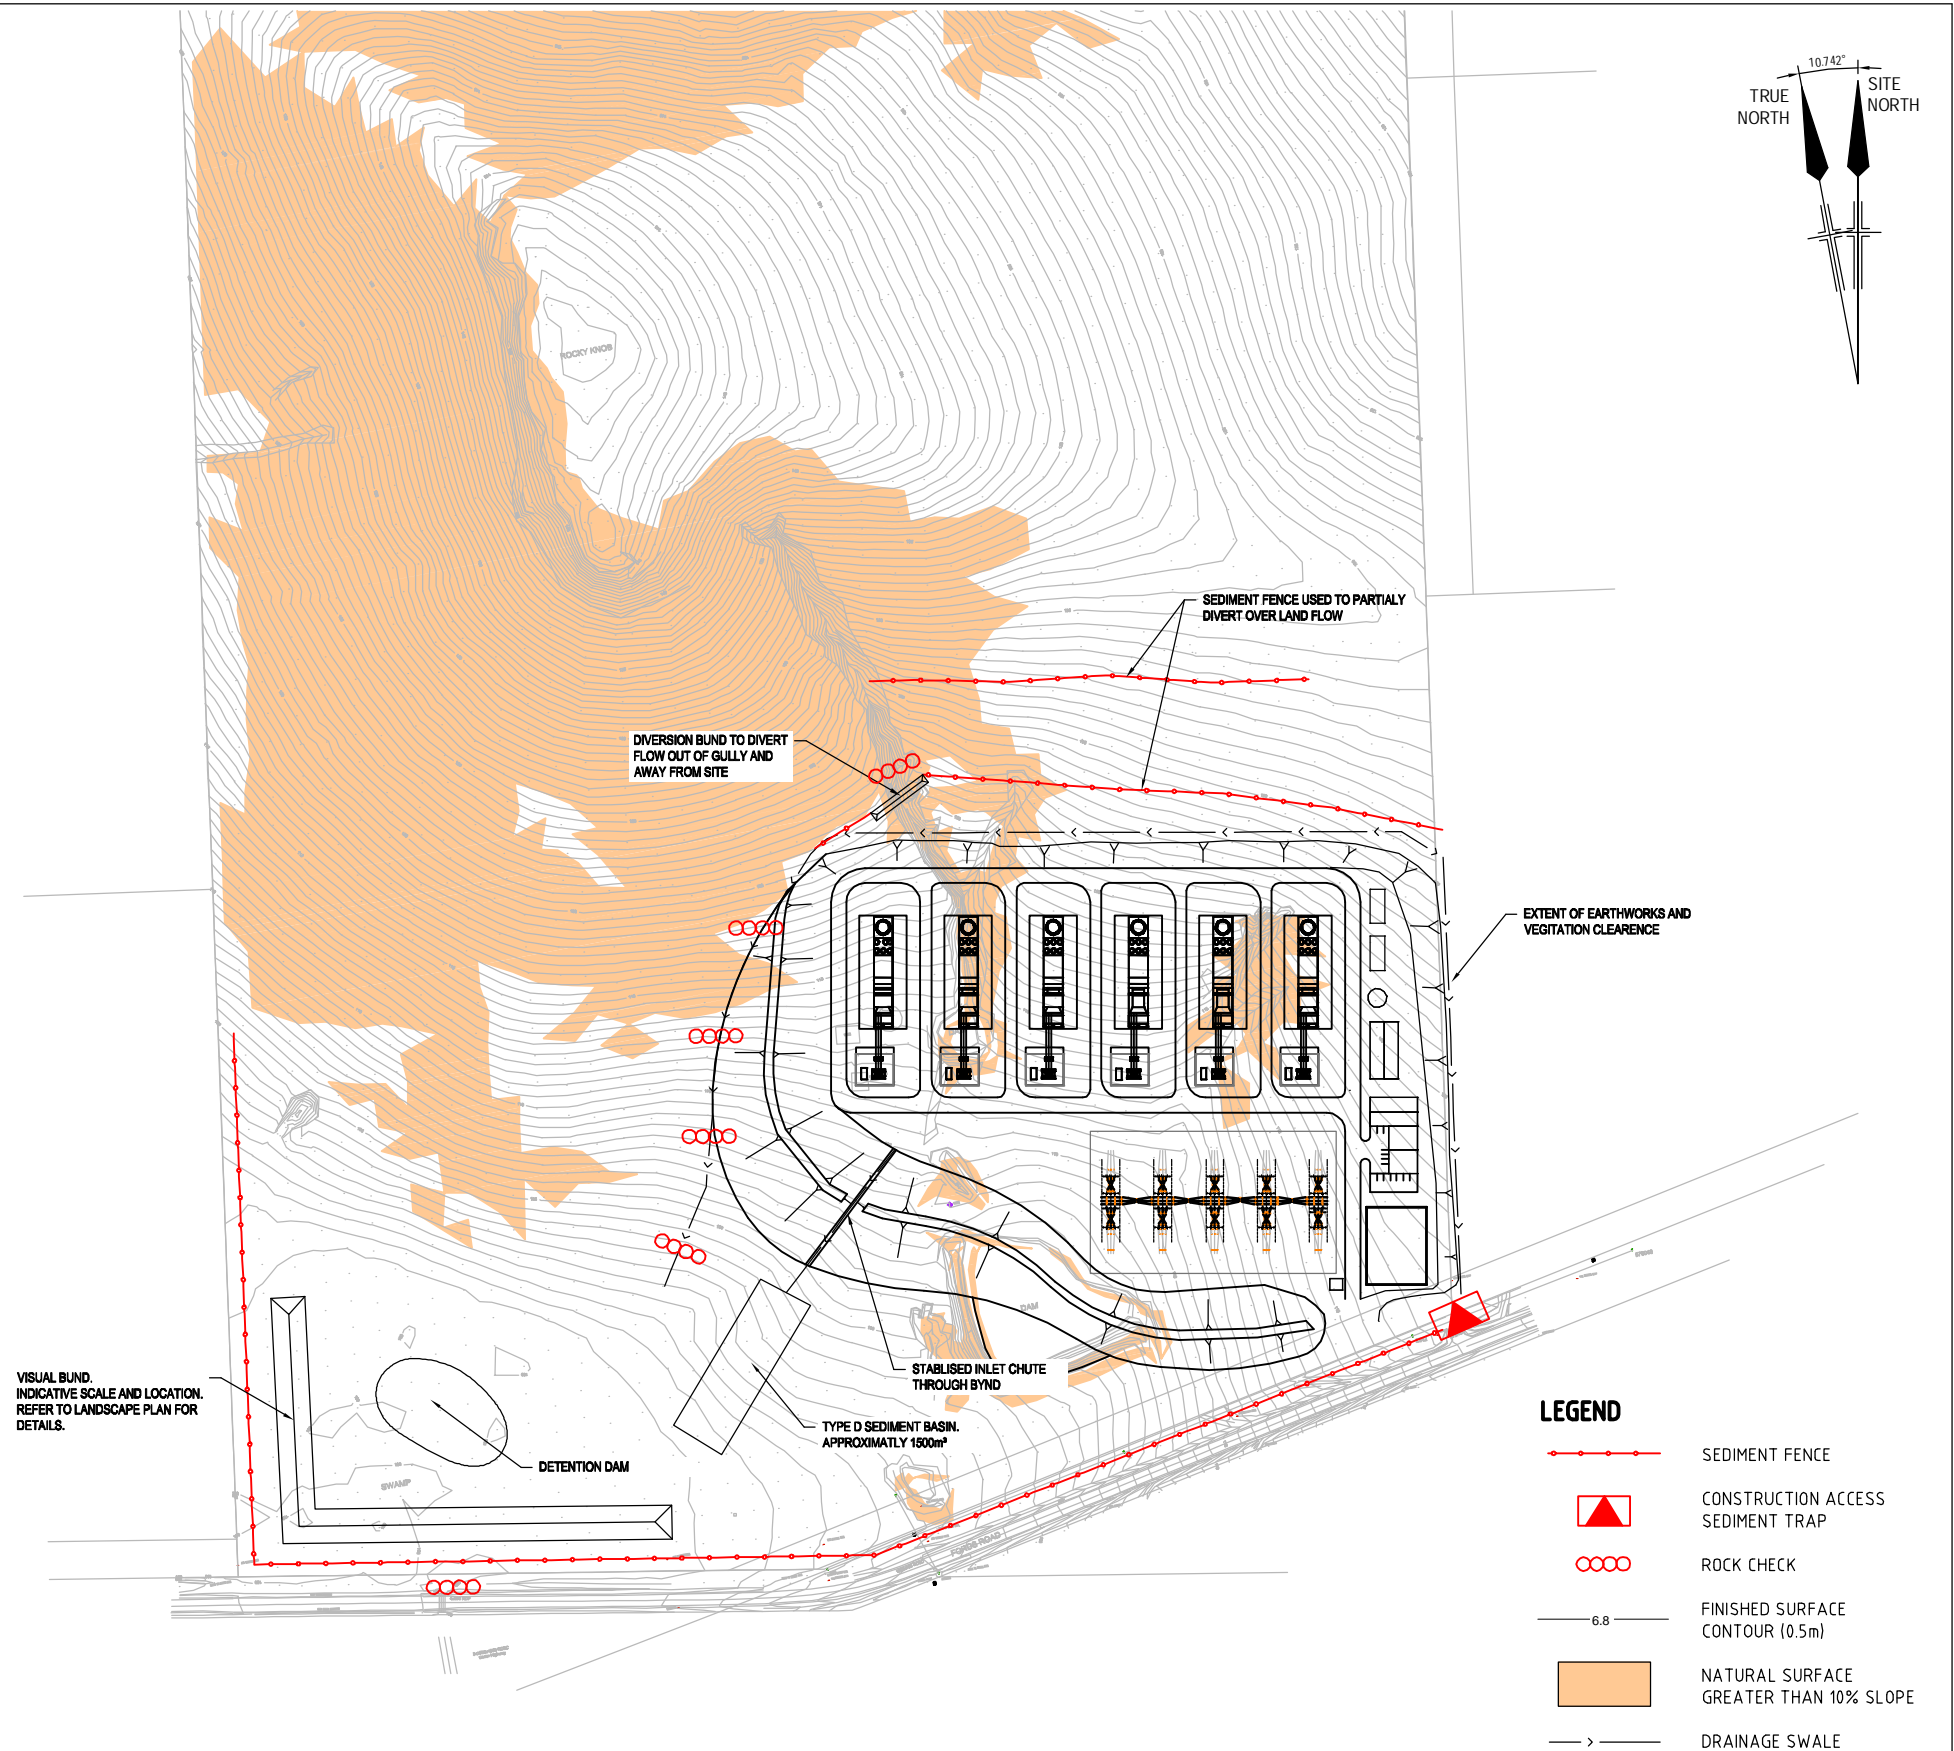 10.742°
TRUE
NORTH
SITE
NORTH
ROCKY KNOB
SEDIMENT FENCE USED TO PARTIALY
DIVERT OVER LAND FLOW
DIVERSION BUND TO DIVERT
FLOW OUT OF GULLY AND
AWAY FROM SITE
EXTENT OF EARTHWORKS AND
VEGITATION CLEARENCE
DAM
STABLISED INLET CHUTE
THROUGH BYND
VISUAL BUND.
INDICATIVE SCALE AND LOCATION.
REFER TO LANDSCAPE PLAN FOR
DETAILS.
TYPE D SEDIMENT BASIN.
APPROXIMATLY 1500m³
DETENTION DAM
SWAMP
FORDS ROAD
LEGEND
SEDIMENT FENCE
CONSTRUCTION ACCESS
SEDIMENT TRAP
ROCK CHECK
6.8
FINISHED SURFACE
CONTOUR (0.5m)
NATURAL SURFACE
GREATER THAN 10% SLOPE
DRAINAGE SWALE